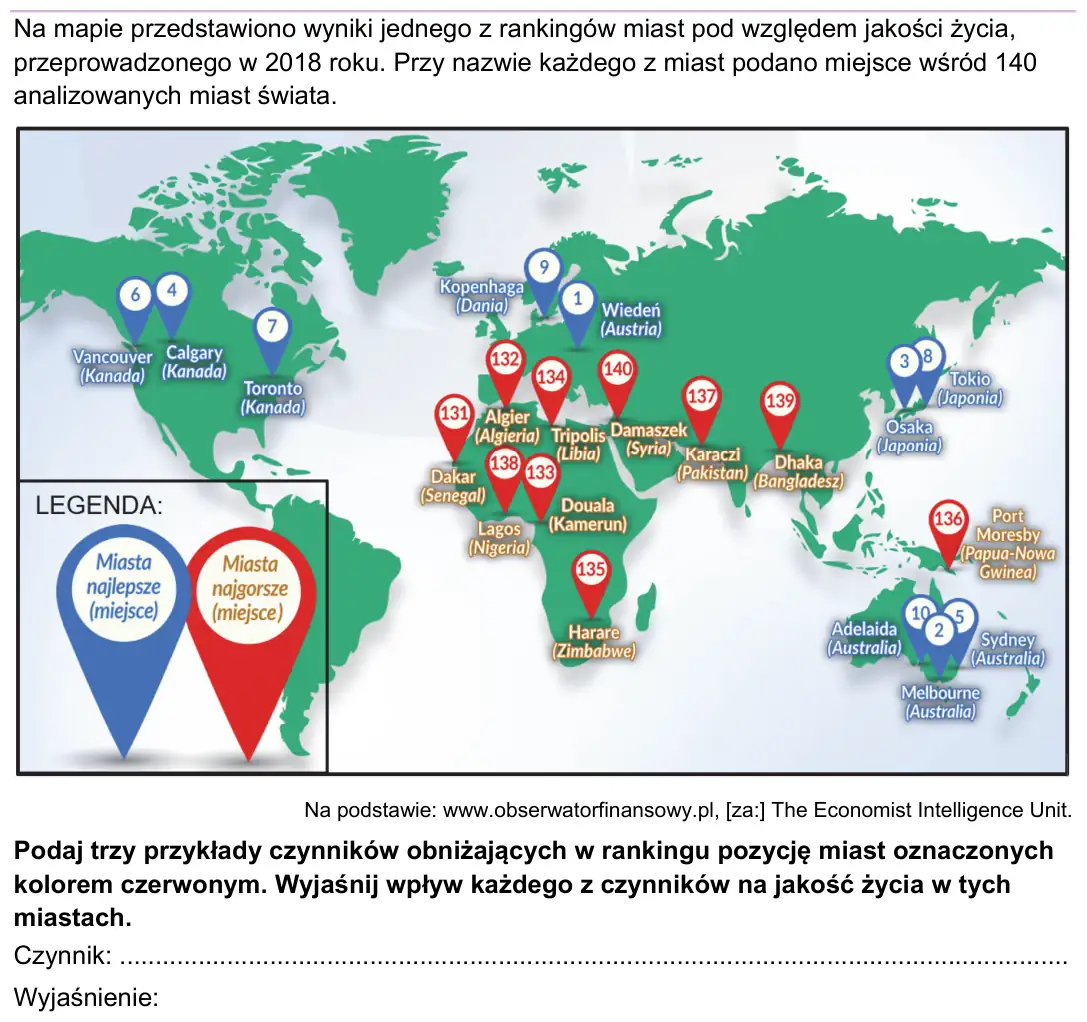 Na mapie przedstawiono wyniki jednego z rankingów miast pod względem jakości życia,
przeprowadzonego w 2018 roku. Przy nazwie każdego z miast podano miejsce wśród 140
analizowanych miast świata.
9
Kopenhaga
(Dania)
1
Wiedeń
(Austria)
6
4
7
Vancouver
(Kanada)
Calgary
(Kanada)
Toronto
(Kanada)
3
8
Tokio
(Japonia)
Osaka
(Japonia)
132
134
140
137
139
131
Algier
(Algieria)
Tripolis
(Libia)
Damaszek
(Syria)
Karaczi
(Pakistan)
Dhaka
(Bangladesz)
Dakar
(Senegal)
138
133
Lagos
(Nigeria)
Douala
(Kamerun)
136
Port
Moresby
(Papua-Nowa
Gwinea)
135
Harare
(Zimbabwe)
10
2
5
Adelaida
(Australia)
Sydney
(Australia)
Melbourne
(Australia)
LEGENDA:
Miasta
najlepsze
(miejsce)
Miasta
najgorsze
(miejsce)
Na podstawie: www.obserwatorfinansowy.pl, [za:] The Economist Intelligence Unit.
Podaj trzy przykłady czynników obniżających w rankingu pozycję miast oznaczonych
kolorem czerwonym. Wyjaśnij wpływ każdego z czynników na jakość życia w tych
miastach.
Czynnik: ....................................................................................................................................
Wyjaśnienie: